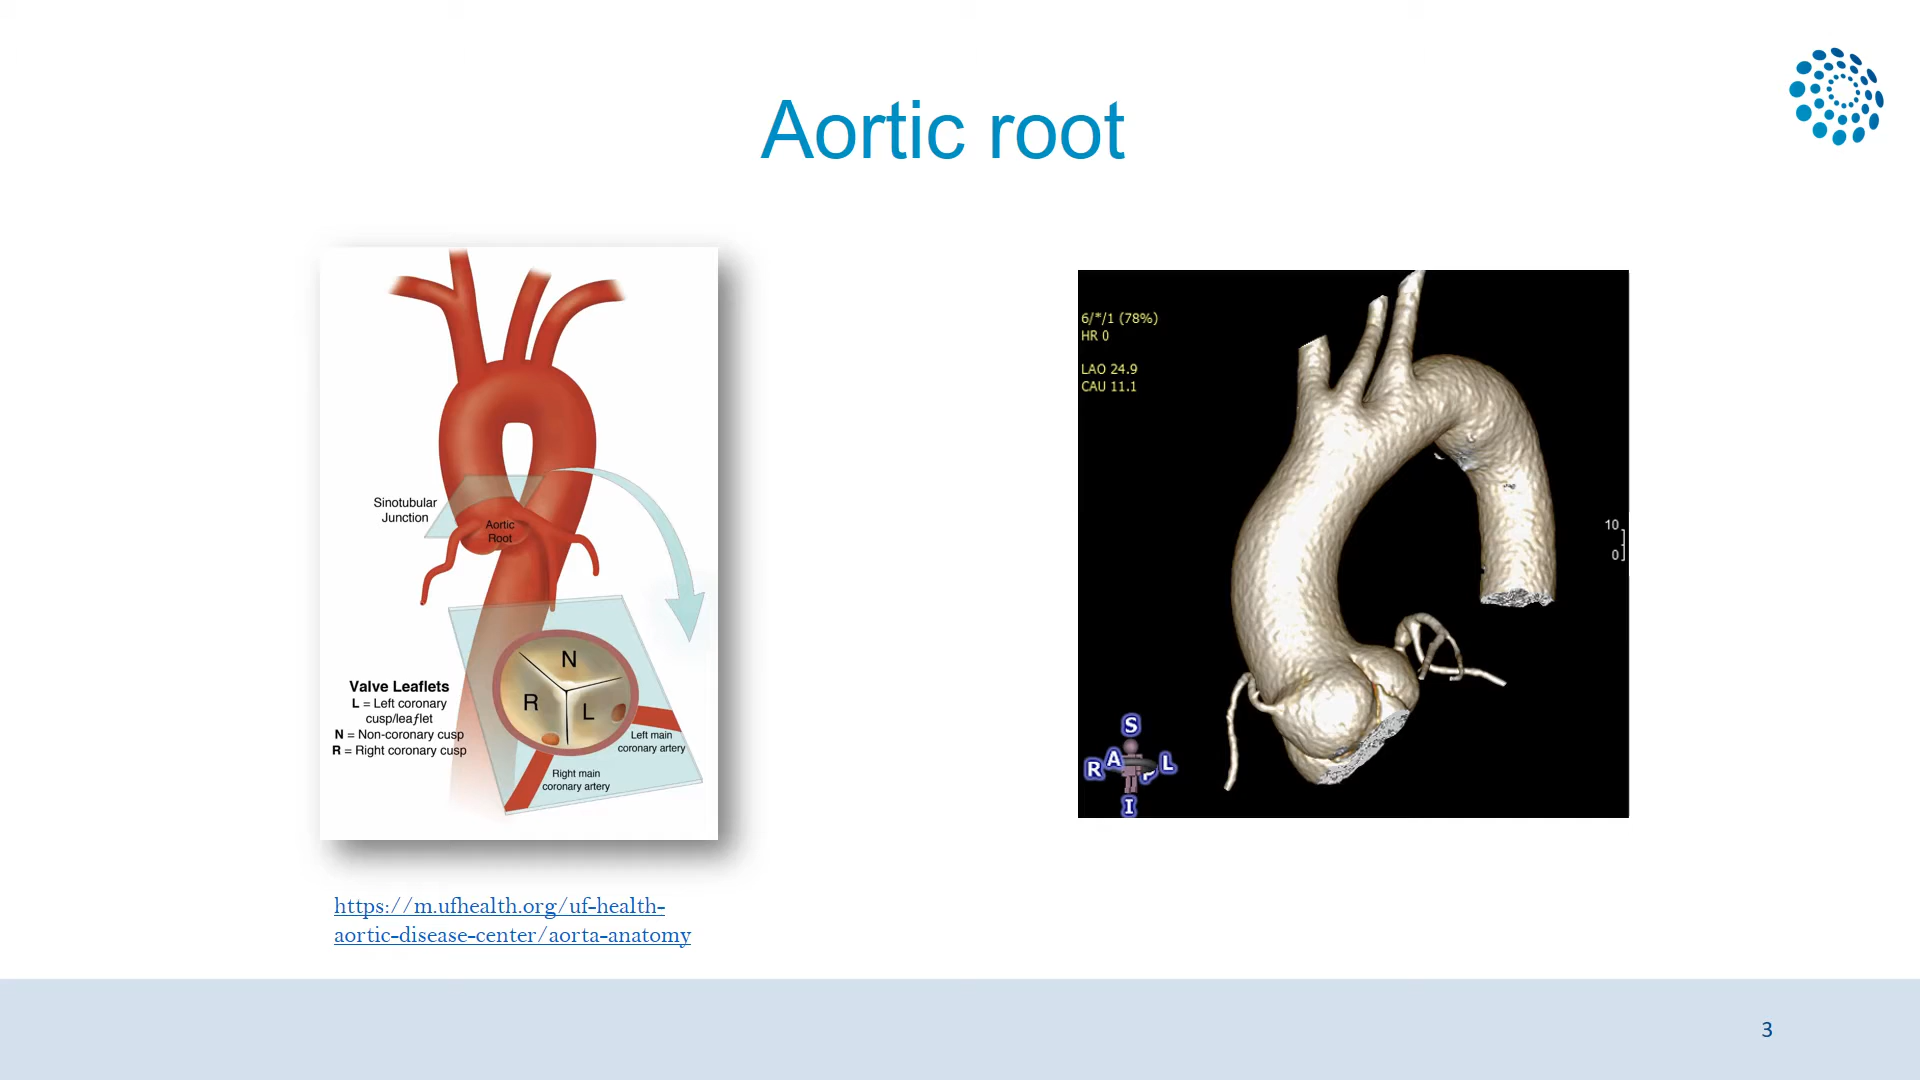 Aortic root
Sinotubular
Junction
Aortic
Root
N
R
L
Valve Leaflets
L = Left coronary
cusp/leaflet
N = Non-coronary cusp
R = Right coronary cusp
Left main
coronary artery
Right main
coronary artery
https://m.ufhealth.org/uf-health-
aortic-disease-center/aorta-anatomy
6/*/1 (78%)
HR 0
LAO 24.9
CAU 11.1
10
0
S
R A P L
I
3